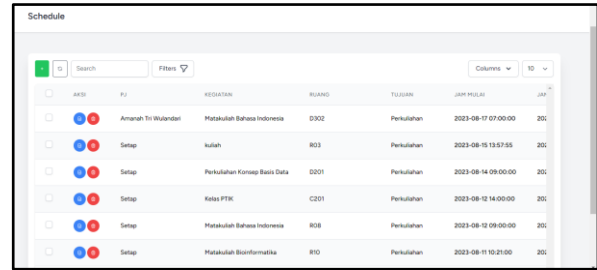 Schedule
+ Search Filters Columns 10
AKSI PJ KEGIATAN RUANG TUJUAN JAM MULAI
Amanah Tri Wulandari Matakuliah Bahasa Indonesia D302 Perkuliahan 2023-08-17 07:00:00
Setap kuliah R03 Perkuliahan 2023-08-15 13:57:55
Setap Perkuliahan Konsep Basis Data D201 Perkuliahan 2023-08-14 09:00:00
Setap Kelas PTIK C201 Perkuliahan 2023-08-12 14:00:00
Setap Matakuliah Bahasa Indonesia R08 Perkuliahan 2023-08-12 09:00:00
Setap Matakuliah Bioinformatika R10 Perkuliahan 2023-08-11 10:21:00